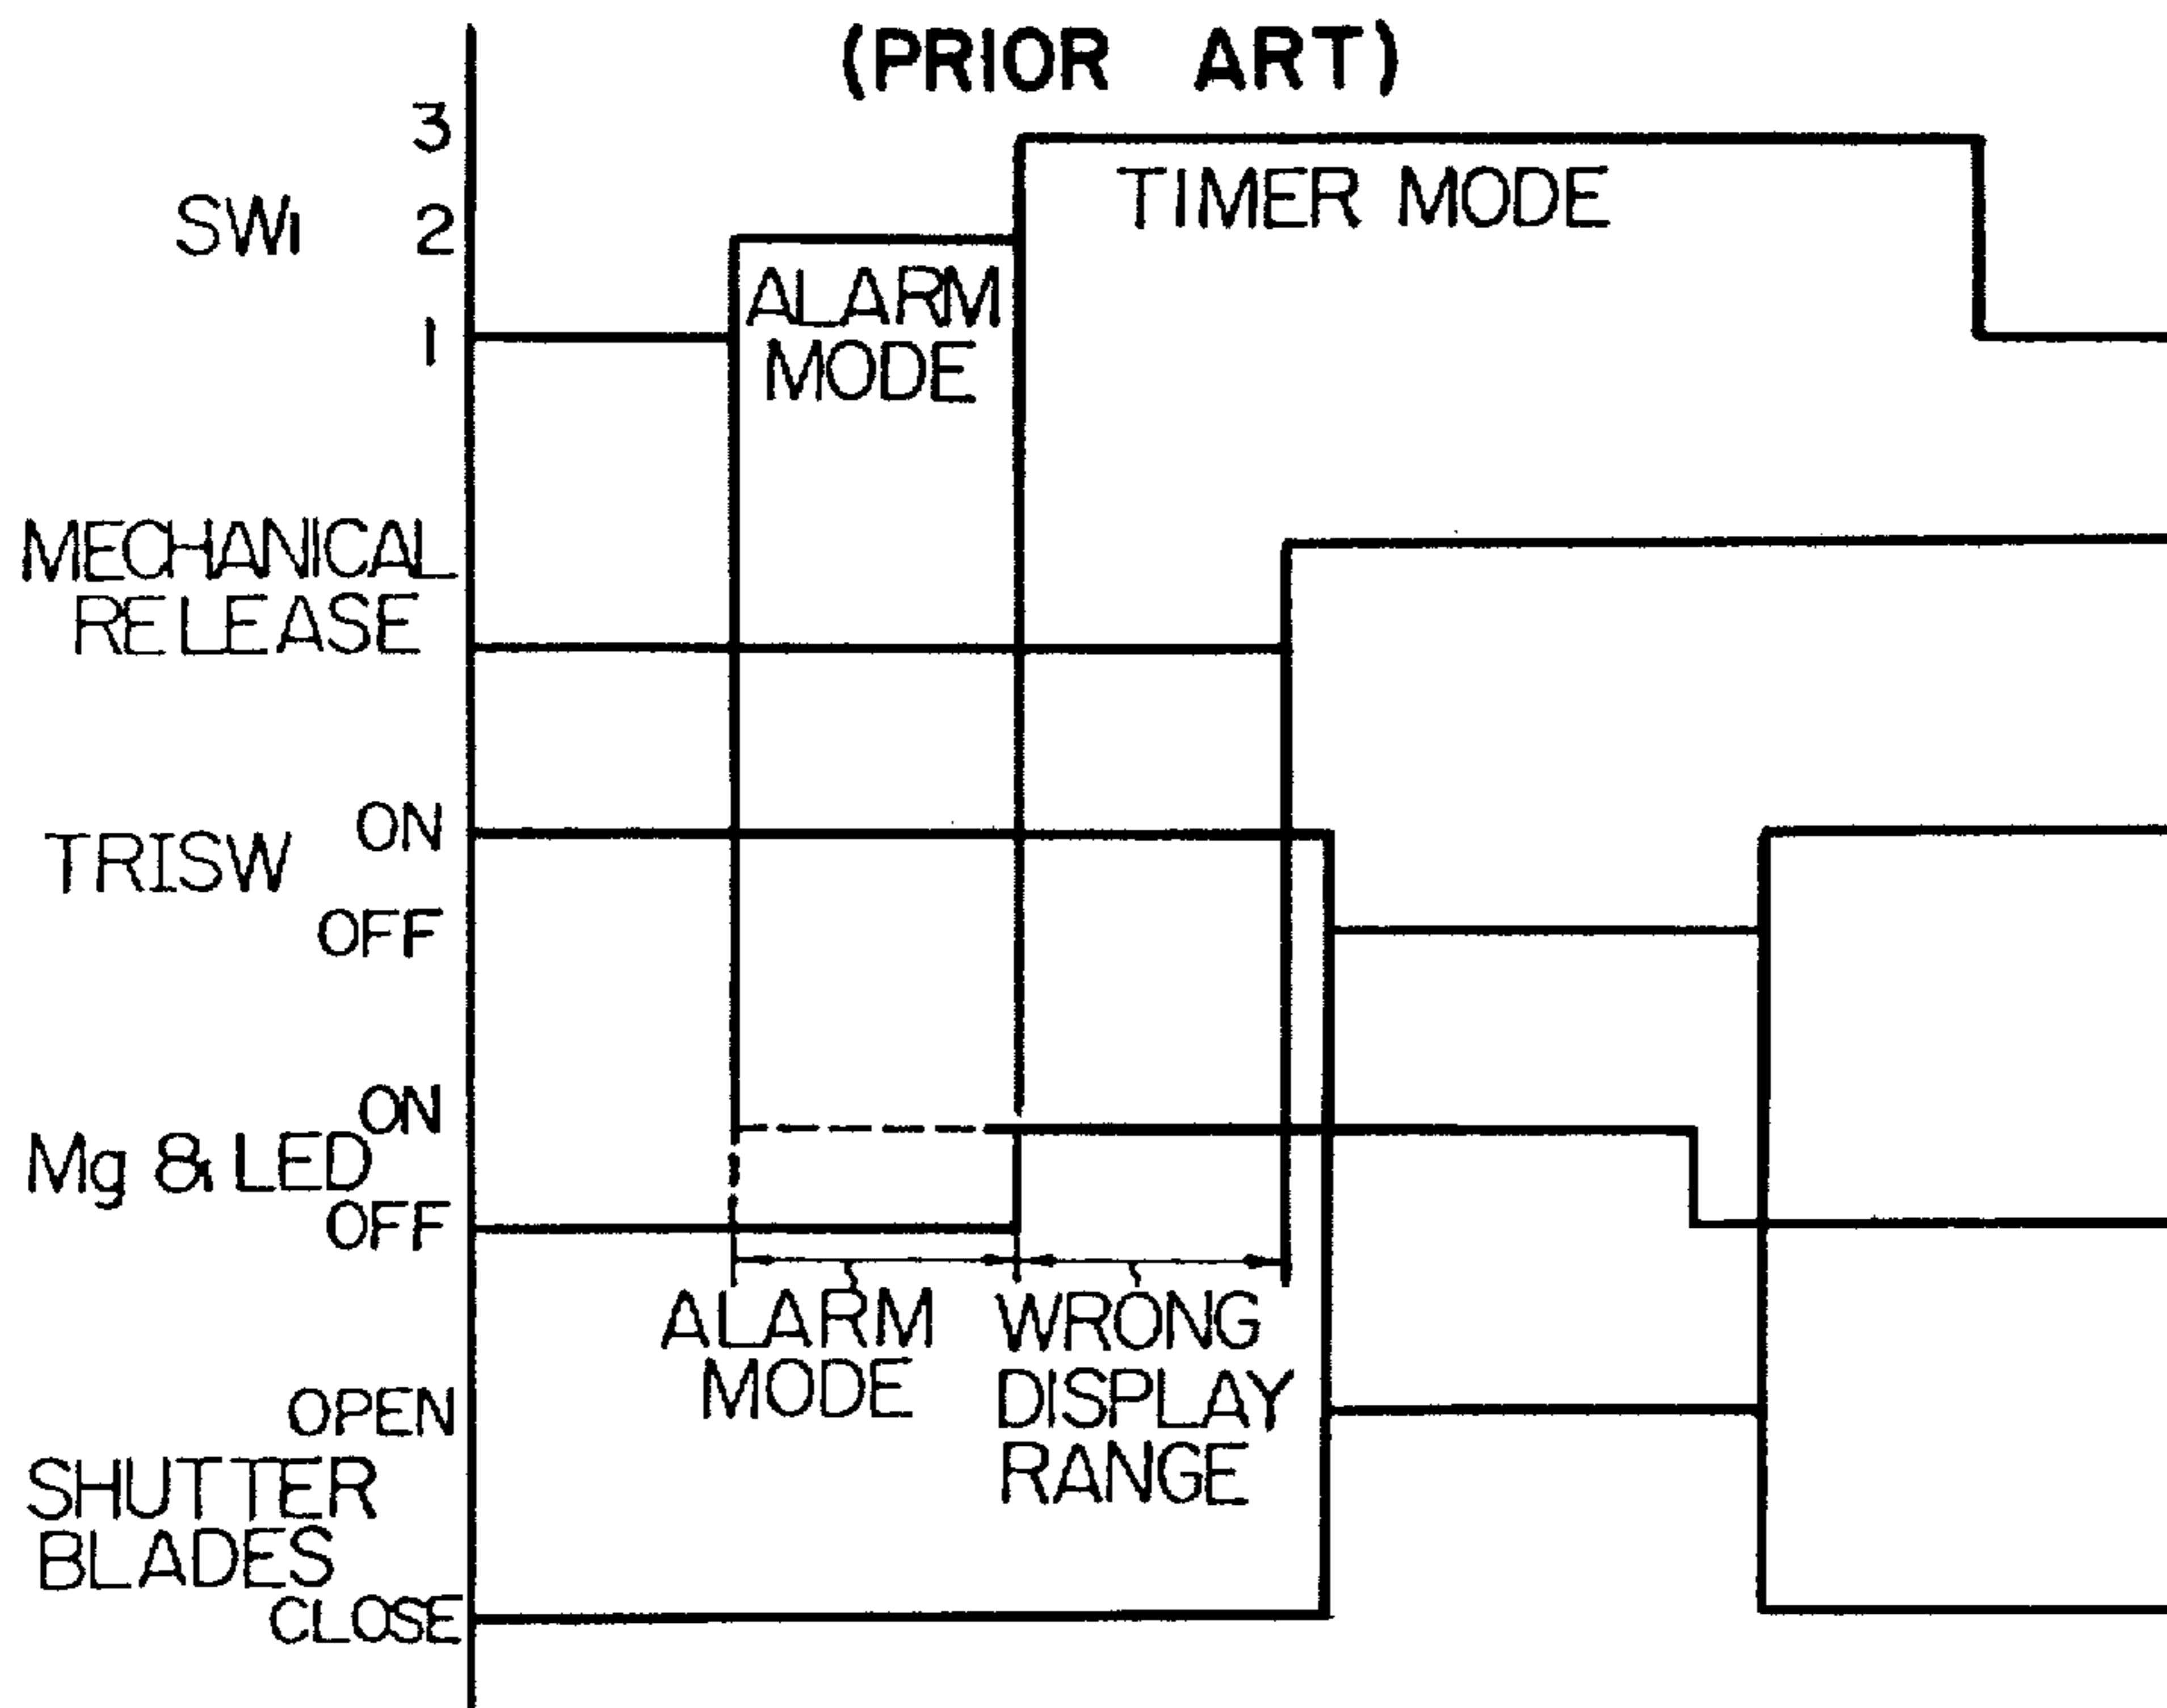 (PRIOR ART)
3
SW1
2
1
TIMER MODE
ALARM
MODE
MECHANICAL
RELEASE
ON
TRISW
OFF
ON
Mg & LED
OFF
ALARM
MODE
WRONG
DISPLAY
RANGE
OPEN
SHUTTER
BLADES
CLOSE